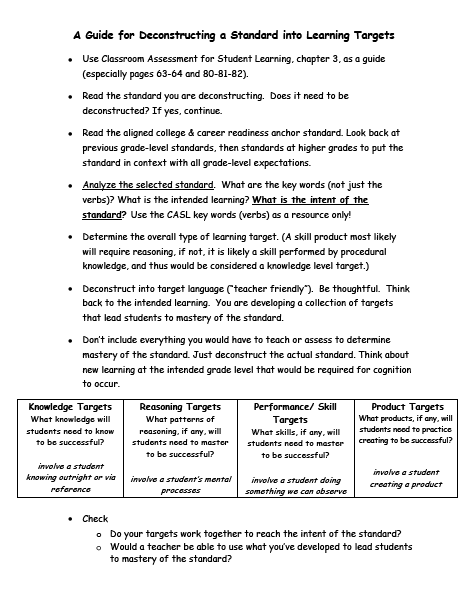 A Guide for Deconstructing a Standard into Learning Targets
• Use Classroom Assessment for Student Learning, chapter 3, as a guide
(especially pages 63-64 and 80-81-82).
• Read the standard you are deconstructing. Does it need to be
deconstructed? If yes, continue.
• Read the aligned college & career readiness anchor standard. Look back at
previous grade-level standards, then standards at higher grades to put the
standard in context with all grade-level expectations.
• Analyze the selected standard. What are the key words (not just the
verbs)? What is the intended learning? What is the intent of the
standard? Use the CASL key words (verbs) as a resource only!
• Determine the overall type of learning target. (A skill product most likely
will require reasoning, if not, it is likely a skill performed by procedural
knowledge, and thus would be considered a knowledge level target.)
• Deconstruct into target language ("teacher friendly"). Be thoughtful. Think
back to the intended learning. You are developing a collection of targets
that lead students to mastery of the standard.
• Don't include everything you would have to teach or assess to determine
mastery of the standard. Just deconstruct the actual standard. Think about
new learning at the intended grade level that would be required for cognition
to occur.
Knowledge Targets
What knowledge will
students need to know
to be successful?
involve a student
knowing outright or via
reference
Reasoning Targets
What patterns of
reasoning, if any, will
students need to master
to be successful?
involve a student's mental
processes
Performance/ Skill
Targets
What skills, if any, will
students need to master
to be successful?
involve a student doing
something we can observe
Product Targets
What products, if any, will
students need to practice
creating to be successful?
involve a student
creating a product
• Check
o Do your targets work together to reach the intent of the standard?
o Would a teacher be able to use what you've developed to lead students
to mastery of the standard?